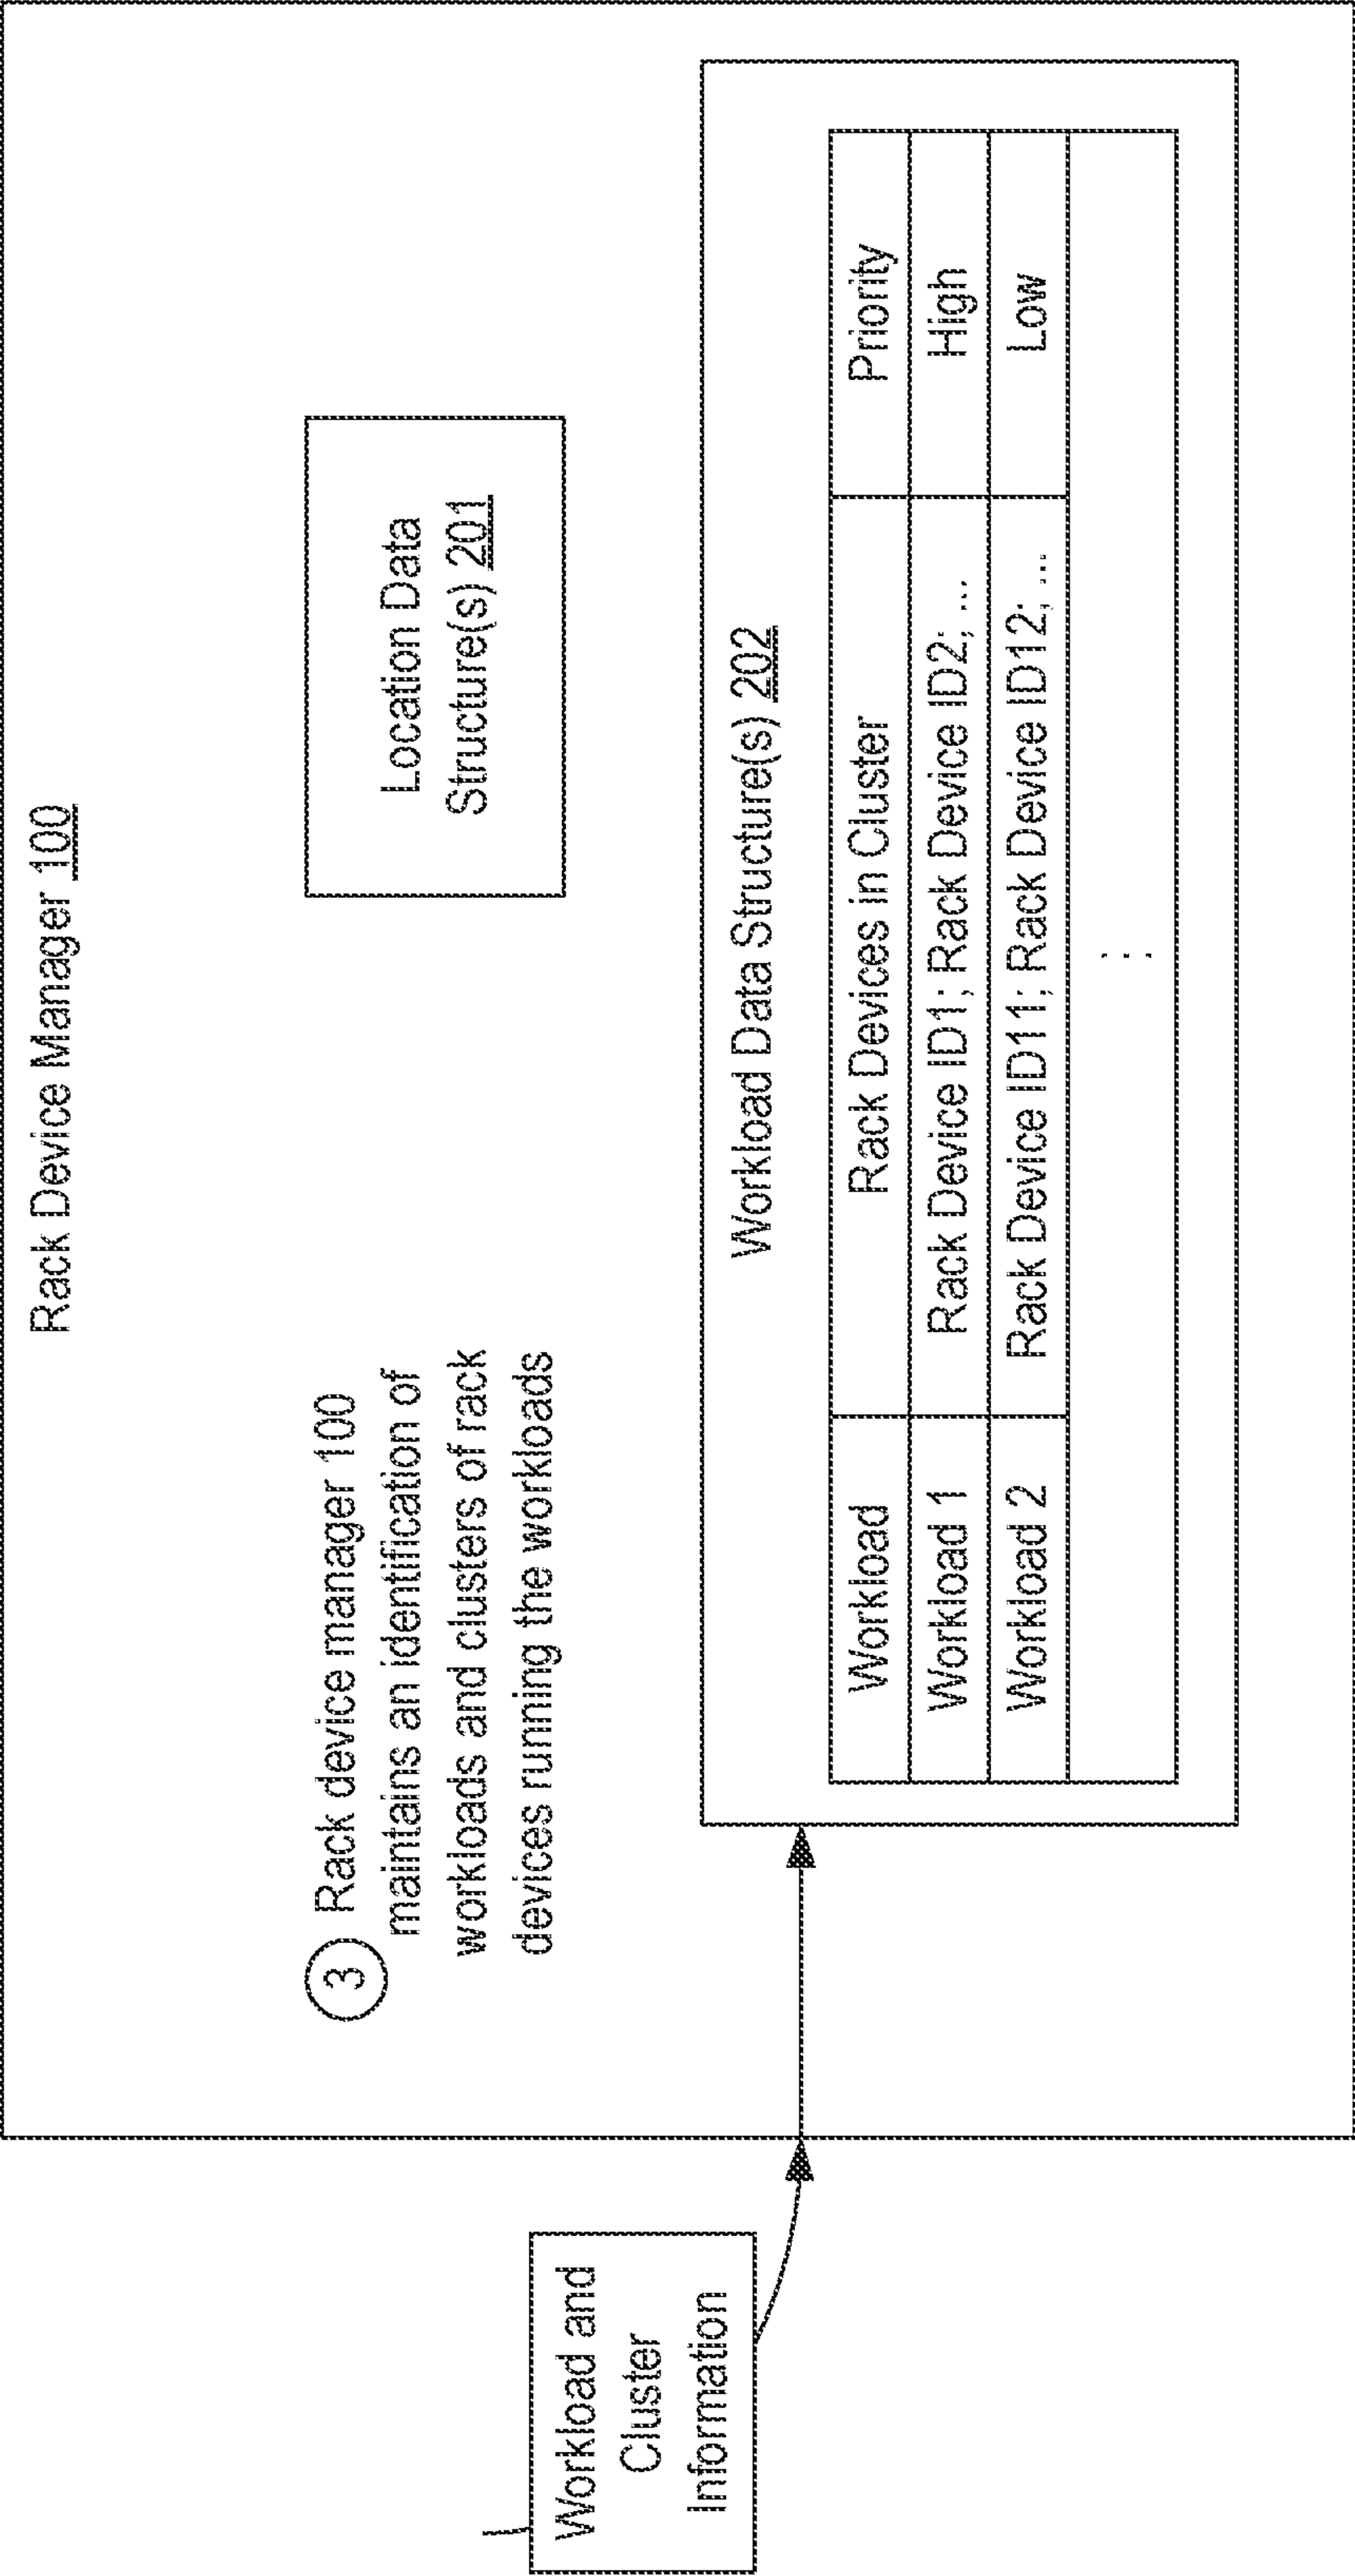 Rack Device Manager 100
3 Rack device manager 100
maintains an identification of
workloads and clusters of rack
devices running the workloads
Location Data
Structure(s) 201
Workload and
Cluster
Information
Workload Data Structure(s) 202
Workload Rack Devices in Cluster Priority
Workload 1 Rack Device ID1; Rack Device ID2; ... High
Workload 2 Rack Device ID11; Rack Device ID12; ... Low
⋮